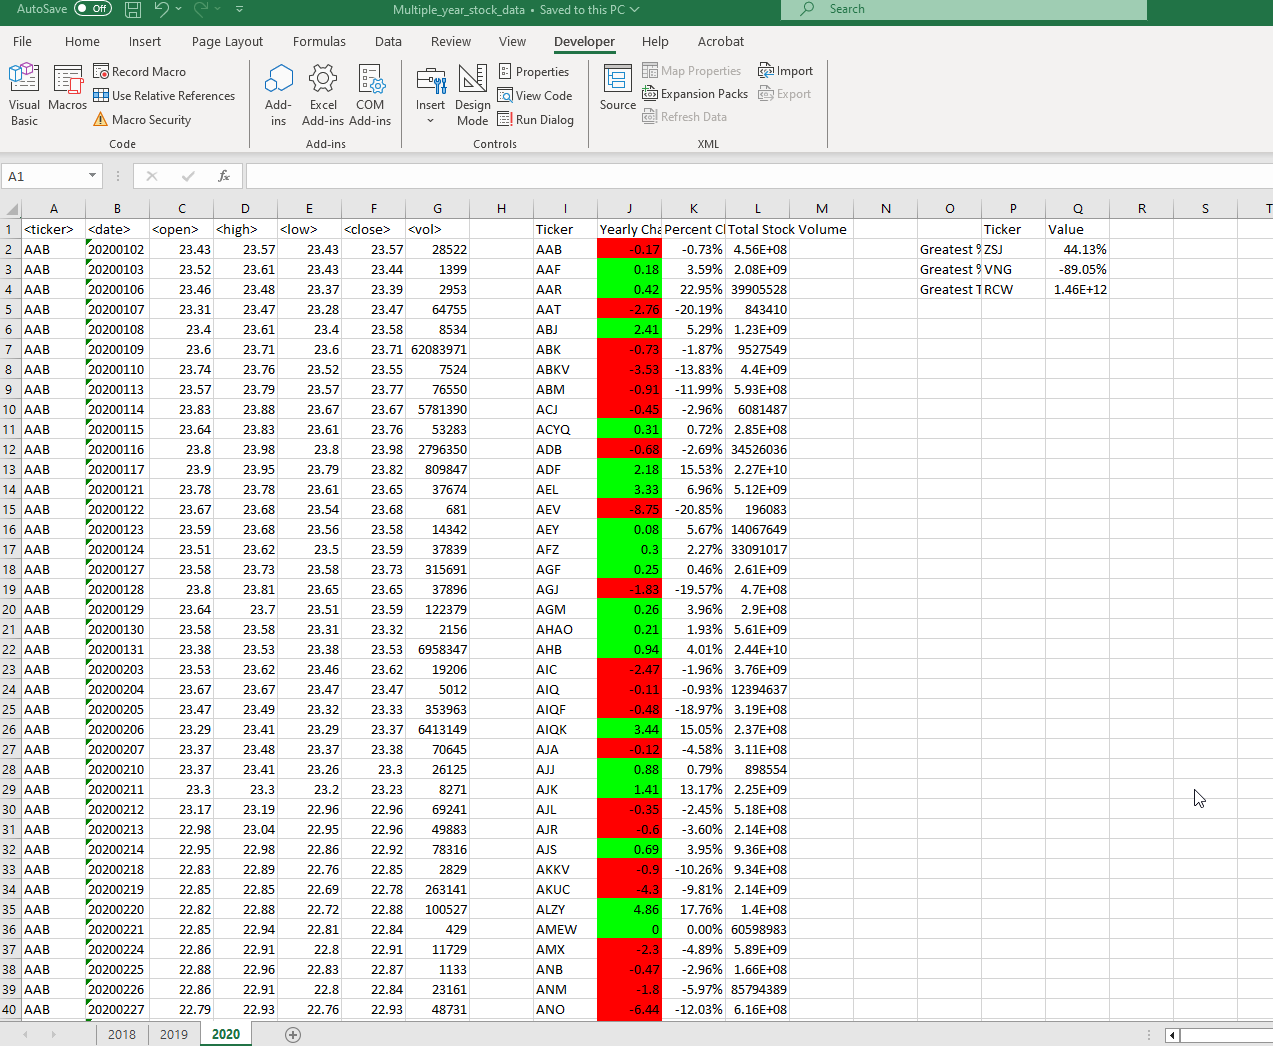 AutoSave Off Multiple_year_stock_data • Saved to this PC Search
File Home Insert Page Layout Formulas Data Review View Developer Help Acrobat
Visual Basic
Macros
Record Macro
Use Relative References
Macro Security
Code
Add-ins
Excel Add-ins
COM Add-ins
Add-ins
Insert
Design Mode
Properties
View Code
Run Dialog
Controls
Source
Map Properties
Expansion Packs
Refresh Data
Import
Export
XML
A1 fx
A B C D E F G H I J K L M N O P Q R S T
1 <ticker> <date> <open> <high> <low> <close> <vol> Ticker Yearly Cha Percent Cl Total Stock Volume Ticker Value
2 AAB 20200102 23.43 23.57 23.43 23.57 28522 AAB -0.17 -0.73% 4.56E+08 Greatest % ZSJ 44.13%
3 AAB 20200103 23.52 23.61 23.43 23.44 1399 AAF 0.18 3.59% 2.08E+09 Greatest % VNG -89.05%
4 AAB 20200106 23.46 23.48 23.37 23.39 2953 AAR 0.42 22.95% 39905528 Greatest T RCW 1.46E+12
5 AAB 20200107 23.31 23.47 23.28 23.47 64755 AAT -2.76 -20.19% 843410
6 AAB 20200108 23.4 23.61 23.4 23.58 8534 ABJ 2.41 5.29% 1.23E+09
7 AAB 20200109 23.6 23.71 23.6 23.71 62083971 ABK -0.73 -1.87% 9527549
8 AAB 20200110 23.74 23.76 23.52 23.55 7524 ABKV -3.53 -13.83% 4.4E+09
9 AAB 20200113 23.57 23.79 23.57 23.77 76550 ABM -0.91 -11.99% 5.93E+08
10 AAB 20200114 23.83 23.88 23.67 23.67 5781390 ACJ -0.45 -2.96% 6081487
11 AAB 20200115 23.64 23.83 23.61 23.76 53283 ACYQ 0.31 0.72% 2.85E+08
12 AAB 20200116 23.8 23.98 23.8 23.98 2796350 ADB -0.68 -2.69% 34526036
13 AAB 20200117 23.9 23.95 23.79 23.82 809847 ADF 2.18 15.53% 2.27E+10
14 AAB 20200121 23.78 23.78 23.61 23.65 37674 AEL 3.33 6.96% 5.12E+09
15 AAB 20200122 23.67 23.68 23.54 23.68 681 AEV -8.75 -20.85% 196083
16 AAB 20200123 23.59 23.68 23.56 23.58 14342 AEY 0.08 5.67% 14067649
17 AAB 20200124 23.51 23.62 23.5 23.59 37839 AFZ 0.3 2.27% 33091017
18 AAB 20200127 23.58 23.73 23.58 23.65 315691 AGF 0.25 0.46% 2.61E+09
19 AAB 20200128 23.8 23.81 23.65 23.65 37896 AGJ -1.83 -19.57% 4.7E+08
20 AAB 20200129 23.64 23.7 23.51 23.59 122379 AGM 0.26 3.96% 2.9E+08
21 AAB 20200130 23.58 23.58 23.31 23.32 2156 AHAO 0.21 1.93% 5.61E+09
22 AAB 20200131 23.38 23.53 23.38 23.53 6958347 AHB 0.94 4.01% 2.44E+10
23 AAB 20200203 23.53 23.62 23.46 23.62 19206 AIC -2.47 -1.96% 3.76E+09
24 AAB 20200204 23.67 23.67 23.47 23.47 5012 AIQ -0.11 -0.93% 12394637
25 AAB 20200205 23.47 23.49 23.32 23.33 353963 AIQF -0.48 -18.97% 3.19E+08
26 AAB 20200206 23.29 23.41 23.29 23.37 6413149 AIQK 3.44 15.05% 2.37E+08
27 AAB 20200207 23.37 23.48 23.37 23.38 70645 AJA -0.12 -4.58% 3.11E+08
28 AAB 20200210 23.37 23.41 23.26 23.3 26125 AJJ 0.88 0.79% 898554
29 AAB 20200211 23.3 23.3 23.2 23.23 8271 AJK 1.41 13.17% 2.25E+09
30 AAB 20200212 23.17 23.19 22.96 22.96 69241 AJL -0.35 -2.45% 5.18E+08
31 AAB 20200213 22.98 23.04 22.95 22.96 49883 AJR -0.6 -3.60% 2.14E+08
32 AAB 20200214 22.95 22.98 22.86 22.92 78316 AJS 0.69 3.95% 9.36E+08
33 AAB 20200218 22.83 22.89 22.76 22.85 2829 AKKV -0.9 -10.26% 9.34E+08
34 AAB 20200219 22.85 22.85 22.69 22.78 263141 AKUC -4.3 -9.81% 2.14E+09
35 AAB 20200220 22.82 22.88 22.72 22.88 100527 ALZY 4.86 17.76% 1.4E+08
36 AAB 20200221 22.85 22.94 22.81 22.84 429 AMEW 0 0.00% 60598983
37 AAB 20200224 22.86 22.91 22.8 22.91 11729 AMX -2.3 -4.89% 5.89E+09
38 AAB 20200225 22.88 22.96 22.83 22.87 1133 ANB -0.47 -2.96% 1.66E+08
39 AAB 20200226 22.86 22.91 22.8 22.84 23161 ANM -1.8 -5.97% 85794389
40 AAB 20200227 22.79 22.93 22.76 22.93 48731 ANO -6.44 -12.03% 6.16E+08
2018 2019 2020